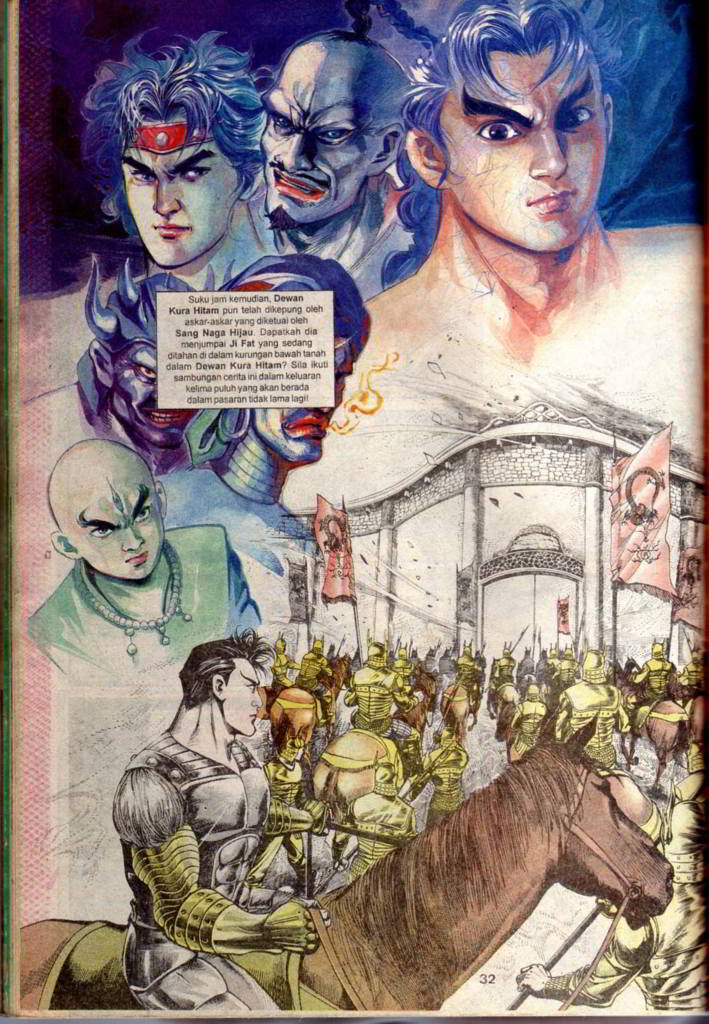 Suku jam kemudian, Dewan
Kura Hitam pun telah dikepung oleh
askar-askar yang diketuai oleh
Sang Naga Hijau. Dapatkah dia
menjumpai Ji Fat yang sedang
ditahan di dalam kurungan bawah tanah
dalam Dewan Kura Hitam? Sila ikuti
sambungan cerita ini dalam keluaran
kelima puluh yang akan berada
dalam pasaran tidak lama lagi!
32